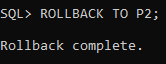 SQL> ROLLBACK TO P2;
Rollback complete.